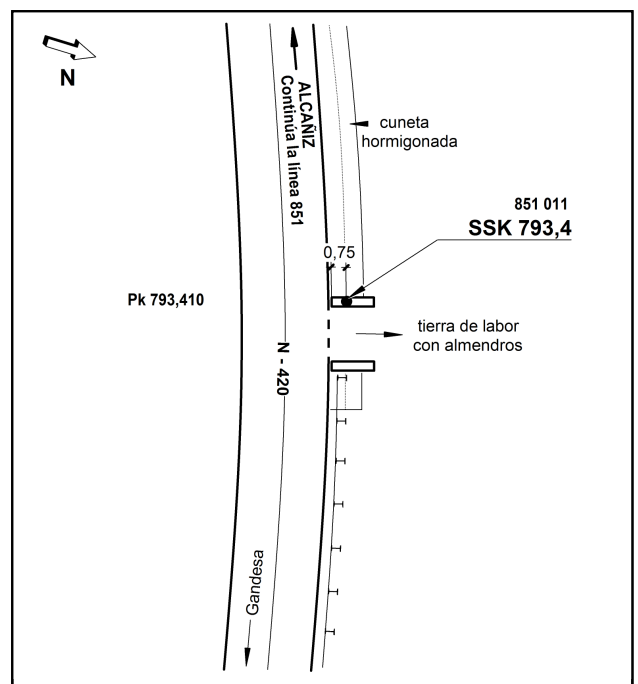 N
ALCAÑIZ
Continúa la línea 851
cuneta
hormigonada
851 011
SSK 793,4
0,75
Pk 793,410
tierra de labor
con almendros
N - 420
Gandesa